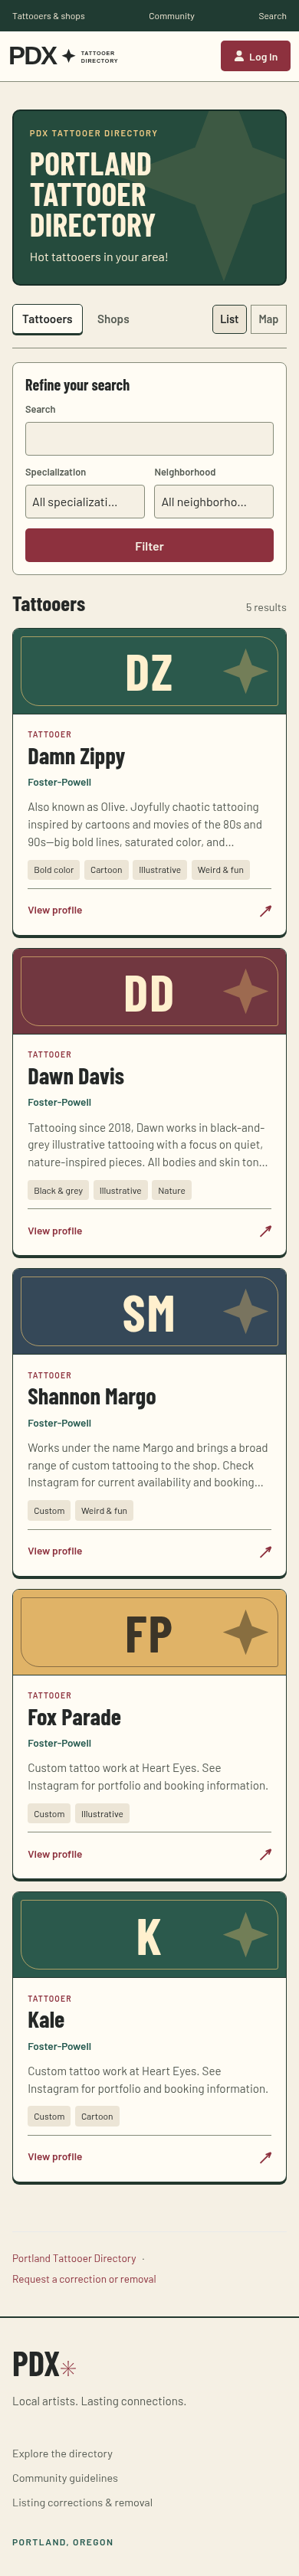 Tattooers & shops Community Search
PDX TATTOOER DIRECTORY Log In
PDX TATTOOER DIRECTORY
PORTLAND
TATTOOER
DIRECTORY
Hot tattooers in your area!
Tattooers Shops List Map
Refine your search
Search
Specialization Neighborhood
All specializati... All neighborho...
Filter
Tattooers 5 results
DZ
TATTOOER
Damn Zippy
Foster-Powell
Also known as Olive. Joyfully chaotic tattooing
inspired by cartoons and movies of the 80s and
90s—big bold lines, saturated color, and...
Bold color Cartoon Illustrative Weird & fun
View profile
DD
TATTOOER
Dawn Davis
Foster-Powell
Tattooing since 2018, Dawn works in black-and-
grey illustrative tattooing with a focus on quiet,
nature-inspired pieces. All bodies and skin ton...
Black & grey Illustrative Nature
View profile
SM
TATTOOER
Shannon Margo
Foster-Powell
Works under the name Margo and brings a broad
range of custom tattooing to the shop. Check
Instagram for current availability and booking...
Custom Weird & fun
View profile
FP
TATTOOER
Fox Parade
Foster-Powell
Custom tattoo work at Heart Eyes. See
Instagram for portfolio and booking information.
Custom Illustrative
View profile
K
TATTOOER
Kale
Foster-Powell
Custom tattoo work at Heart Eyes. See
Instagram for portfolio and booking information.
Custom Cartoon
View profile
Portland Tattooer Directory ·
Request a correction or removal
PDX
Local artists. Lasting connections.
Explore the directory
Community guidelines
Listing corrections & removal
PORTLAND, OREGON